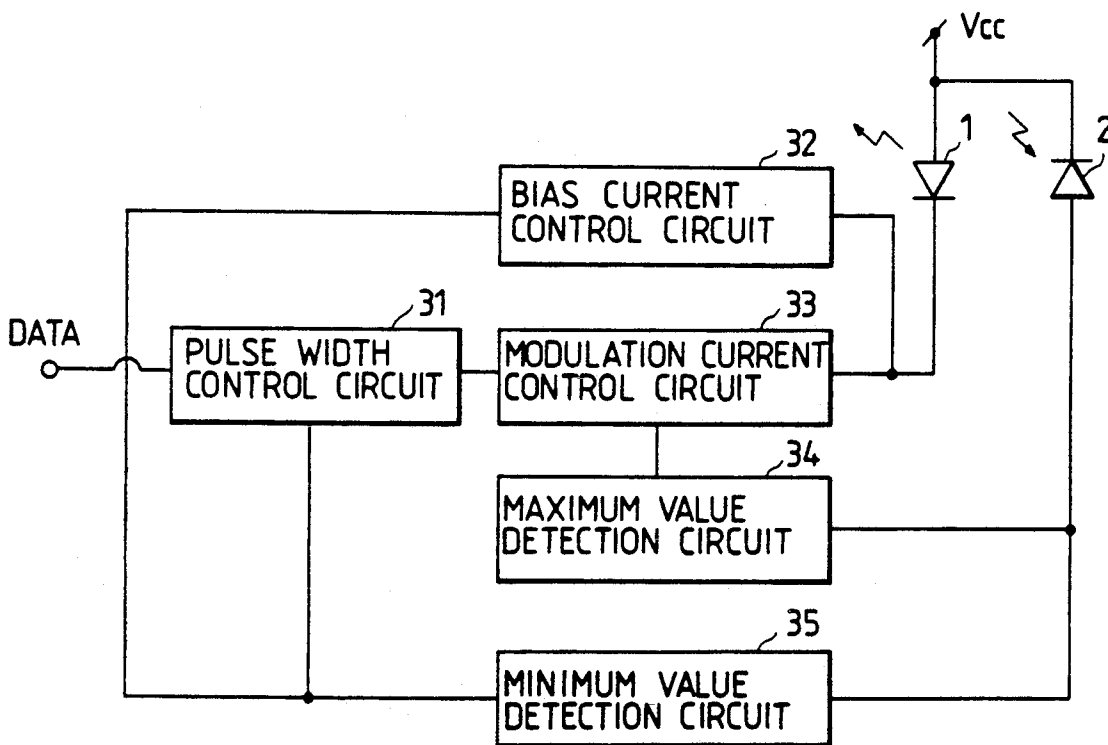 Vcc
1
2
32
BIAS CURRENT
CONTROL CIRCUIT
DATA
31
PULSE WIDTH
CONTROL CIRCUIT
33
MODULATION CURRENT
CONTROL CIRCUIT
34
MAXIMUM VALUE
DETECTION CIRCUIT
35
MINIMUM VALUE
DETECTION CIRCUIT